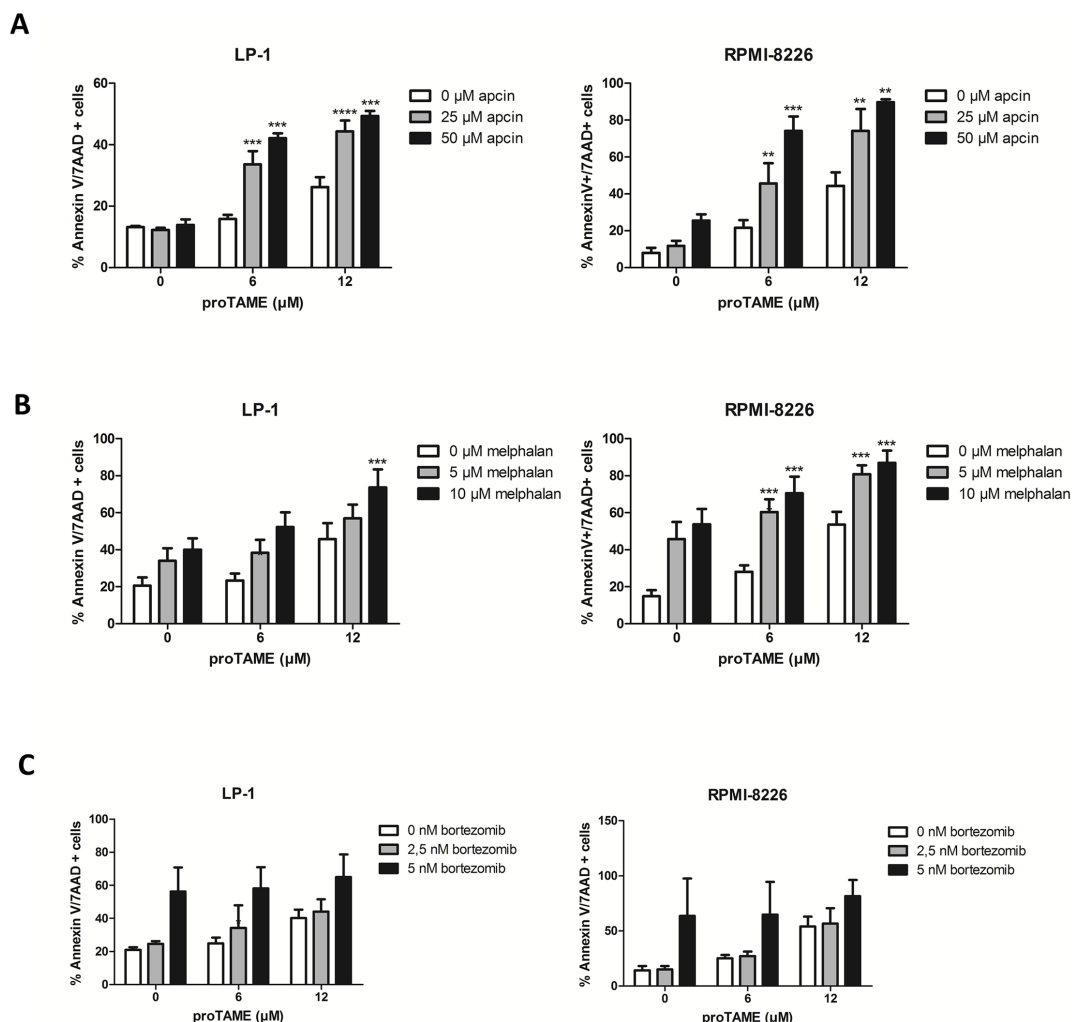 A
LP-1
RPMI-8226
% Annexin V/7AAD + cells
60
40
20
0
*** *** **** ***
0 6 12
proTAME (µM)
0 µM apcin
25 µM apcin
50 µM apcin
% AnnexinV+/7AAD+ cells
100
80
60
40
20
0
** *** ** **
0 6 12
proTAME (µM)
0 µM apcin
25 µM apcin
50 µM apcin
B
LP-1
RPMI-8226
% Annexin V/7AAD + cells
100
80
60
40
20
0
***
0 6 12
proTAME (µM)
0 µM melphalan
5 µM melphalan
10 µM melphalan
% AnnexinV+/7AAD+ cells
100
80
60
40
20
0
*** *** *** ***
0 6 12
proTAME (µM)
0 µM melphalan
5 µM melphalan
10 µM melphalan
C
LP-1
RPMI-8226
% Annexin V/7AAD + cells
100
80
60
40
20
0
0 6 12
proTAME (µM)
0 nM bortezomib
2,5 nM bortezomib
5 nM bortezomib
% Annexin V/7AAD + cells
150
100
50
0
0 6 12
proTAME (µM)
0 nM bortezomib
2,5 nM bortezomib
5 nM bortezomib